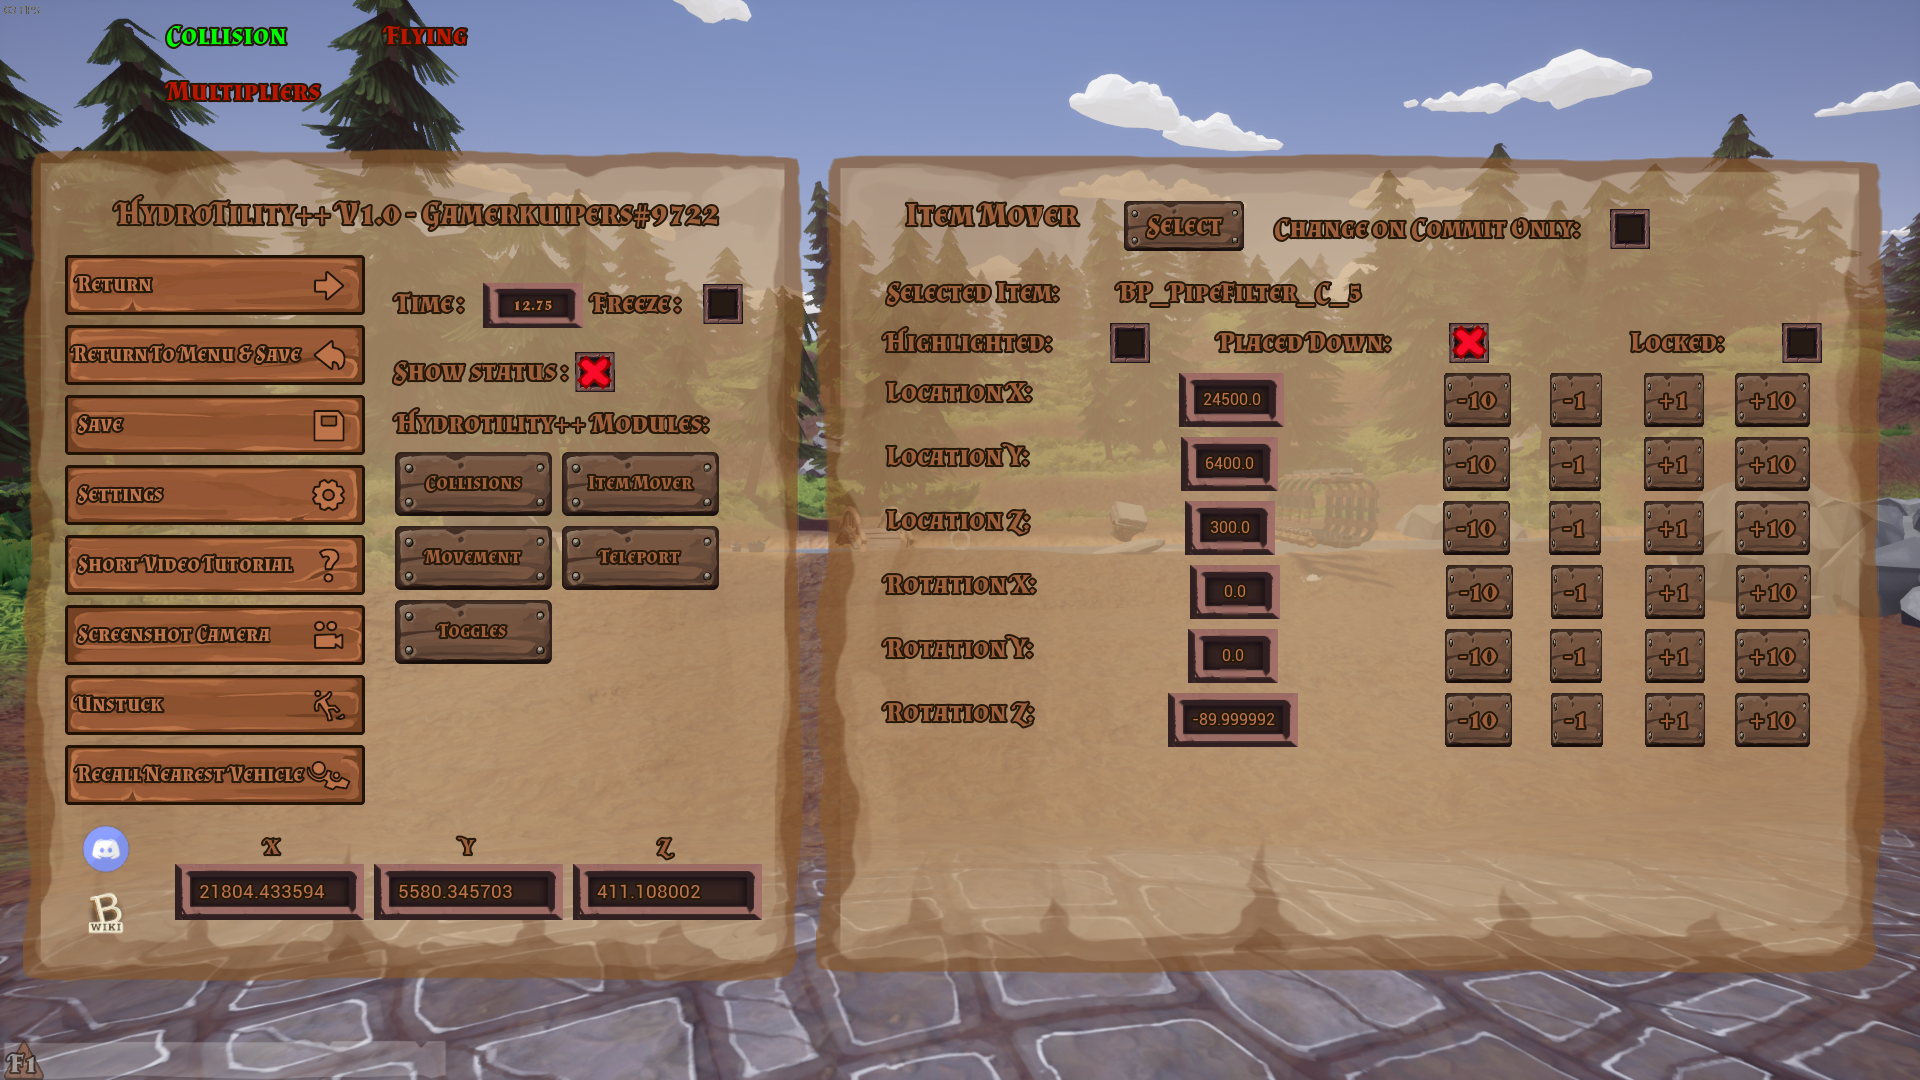 63 FPS
Collision Flying
Multipliers
HydroTility++ V1.0 - Gamerkuipers#9722
Return
Return To Menu & Save
Save
Settings
Short Video Tutorial
Screenshot Camera
Unstuck
Recall Nearest Vehicle
Time: 12.75 Freeze:
Show status:
Hydrotility++ Modules:
Collisions Item Mover
Movement Teleport
Toggles
X Y Z
21804.433594 5580.345703 411.108002
B
WIKI
Item Mover Select Change on Commit Only:
Selected Item: BP_PipeFilter_C_5
Highlighted: Placed Down: Locked:
Location X: 24500.0 -10 -1 +1 +10
Location Y: 6400.0 -10 -1 +1 +10
Location Z: 300.0 -10 -1 +1 +10
Rotation X: 0.0 -10 -1 +1 +10
Rotation Y: 0.0 -10 -1 +1 +10
Rotation Z: -89.999992 -10 -1 +1 +10
F1